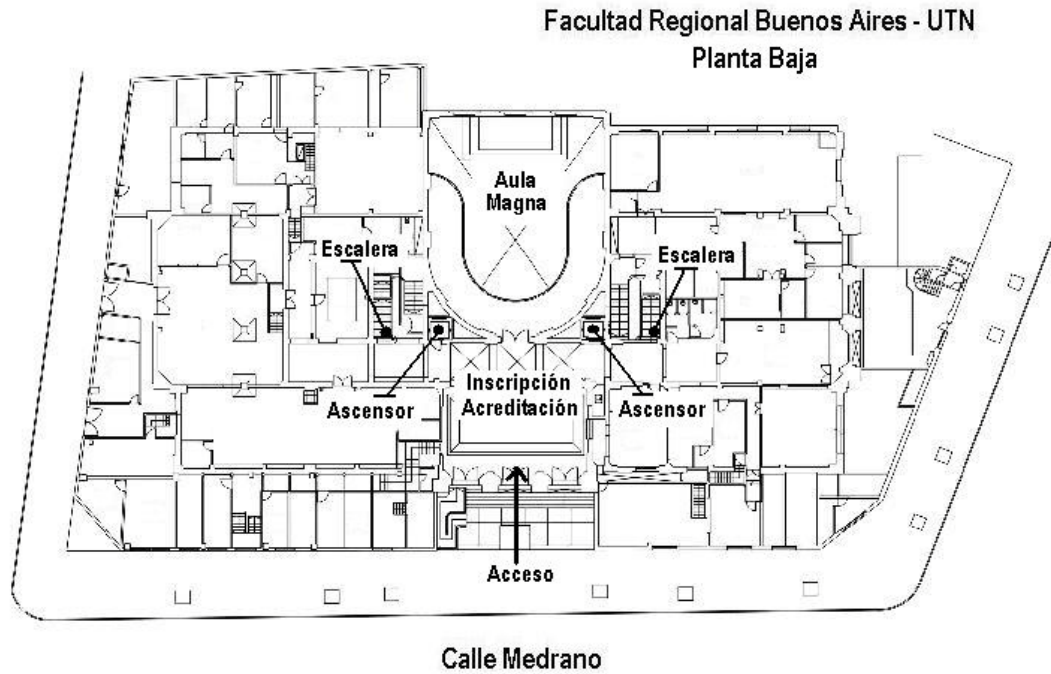 Facultad Regional Buenos Aires - UTN
Planta Baja
Aula
Magna
Escalera
Escalera
Inscripción
Acreditación
Ascensor
Ascensor
Acceso
Calle Medrano